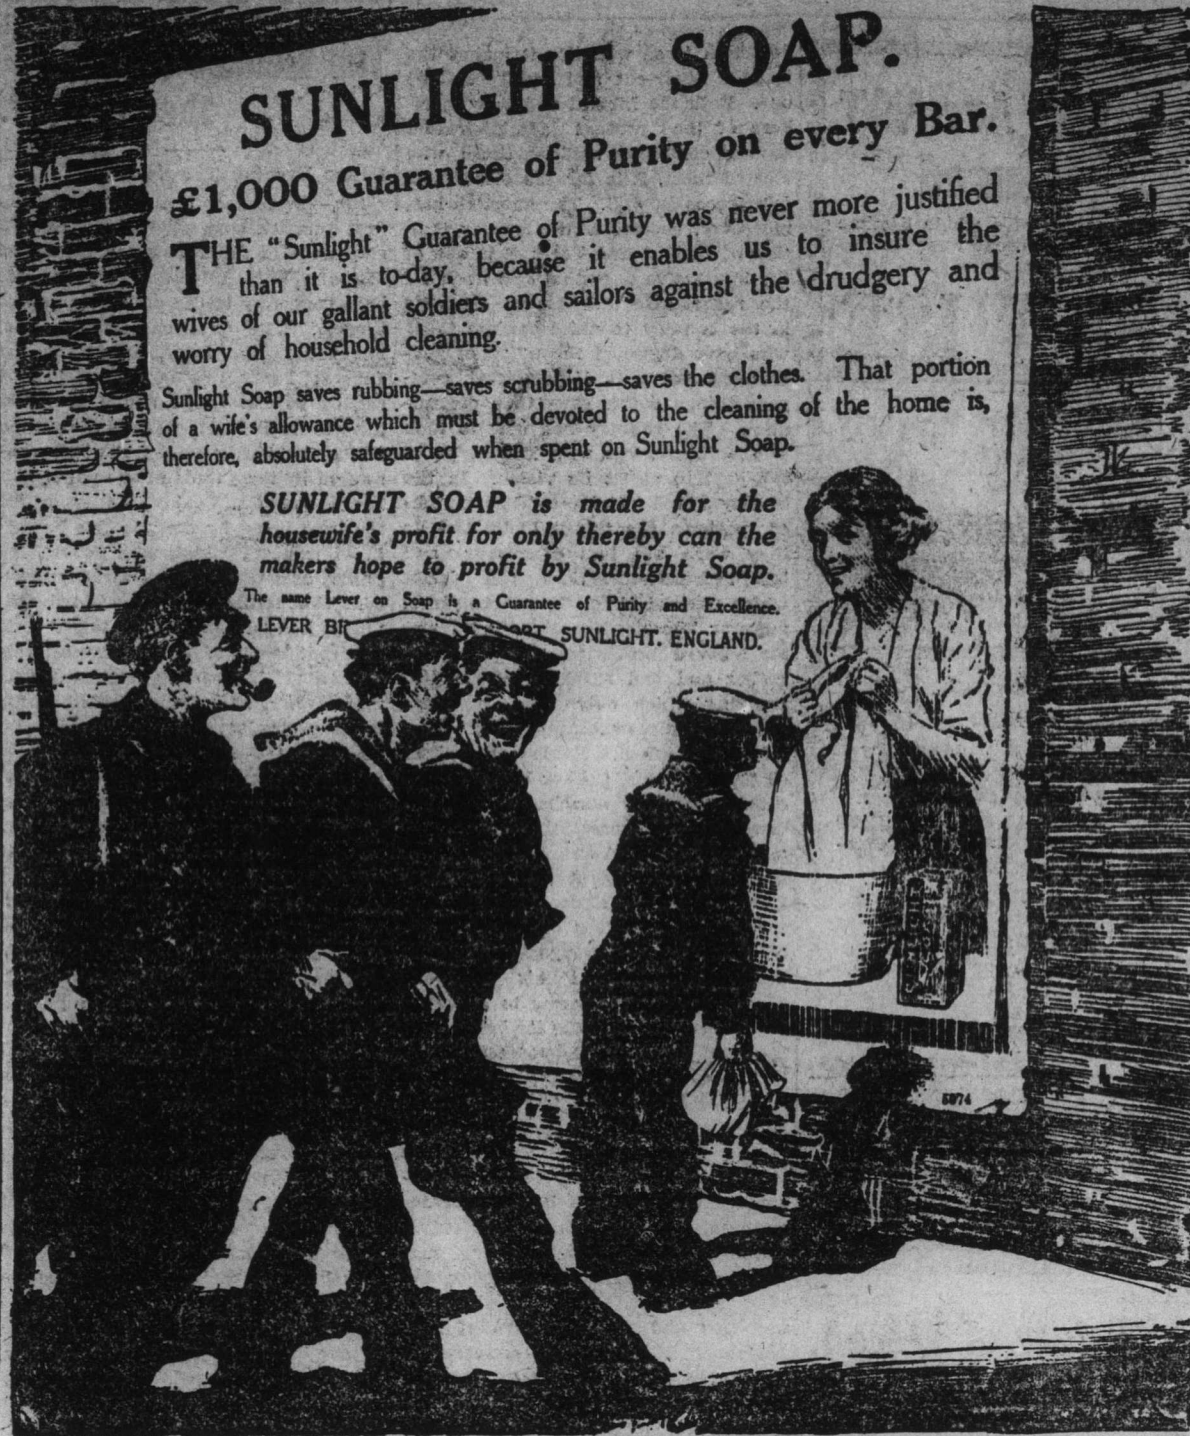 SUNLIGHT SOAP.
£1,000 Guarantee of Purity on every Bar.
THE "Sunlight" Guarantee of Purity was never more justified
than it is to-day, because it enables us to insure the
wives of our gallant soldiers and sailors against the drudgery and
worry of household cleaning.
Sunlight Soap saves rubbing—saves scrubbing—saves the clothes. That portion
of a wife's allowance which must be devoted to the cleaning of the home is,
therefore, absolutely safeguarded when spent on Sunlight Soap.
SUNLIGHT SOAP is made for the
housewife's profit for only thereby can the
makers hope to profit by Sunlight Soap.
The name Lever on Soap is a Guarantee of Purity and Excellence.
LEVER BR ORT SUNLIGHT. ENGLAND.